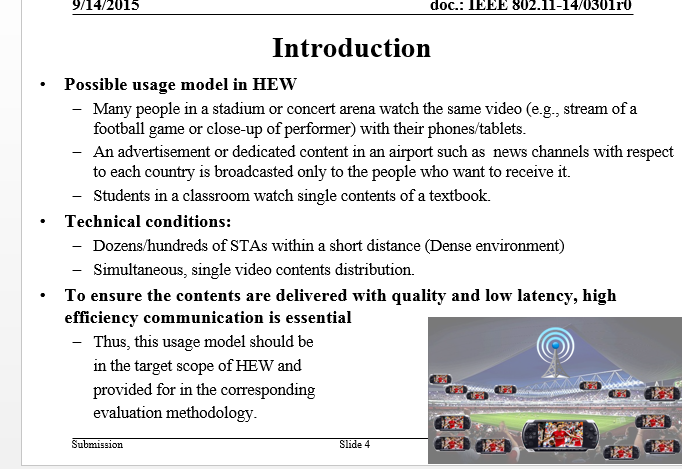 9/14/2015 doc.: IEEE 802.11-14/0301r0
Introduction
• Possible usage model in HEW
– Many people in a stadium or concert arena watch the same video (e.g., stream of a
football game or close-up of performer) with their phones/tablets.
– An advertisement or dedicated content in an airport such as  news channels with respect
to each country is broadcasted only to the people who want to receive it.
– Students in a classroom watch single contents of a textbook.
• Technical conditions:
– Dozens/hundreds of STAs within a short distance (Dense environment)
– Simultaneous, single video contents distribution.
• To ensure the contents are delivered with quality and low latency, high
efficiency communication is essential
– Thus, this usage model should be
in the target scope of HEW and
provided for in the corresponding
evaluation methodology.
Submission Slide 4